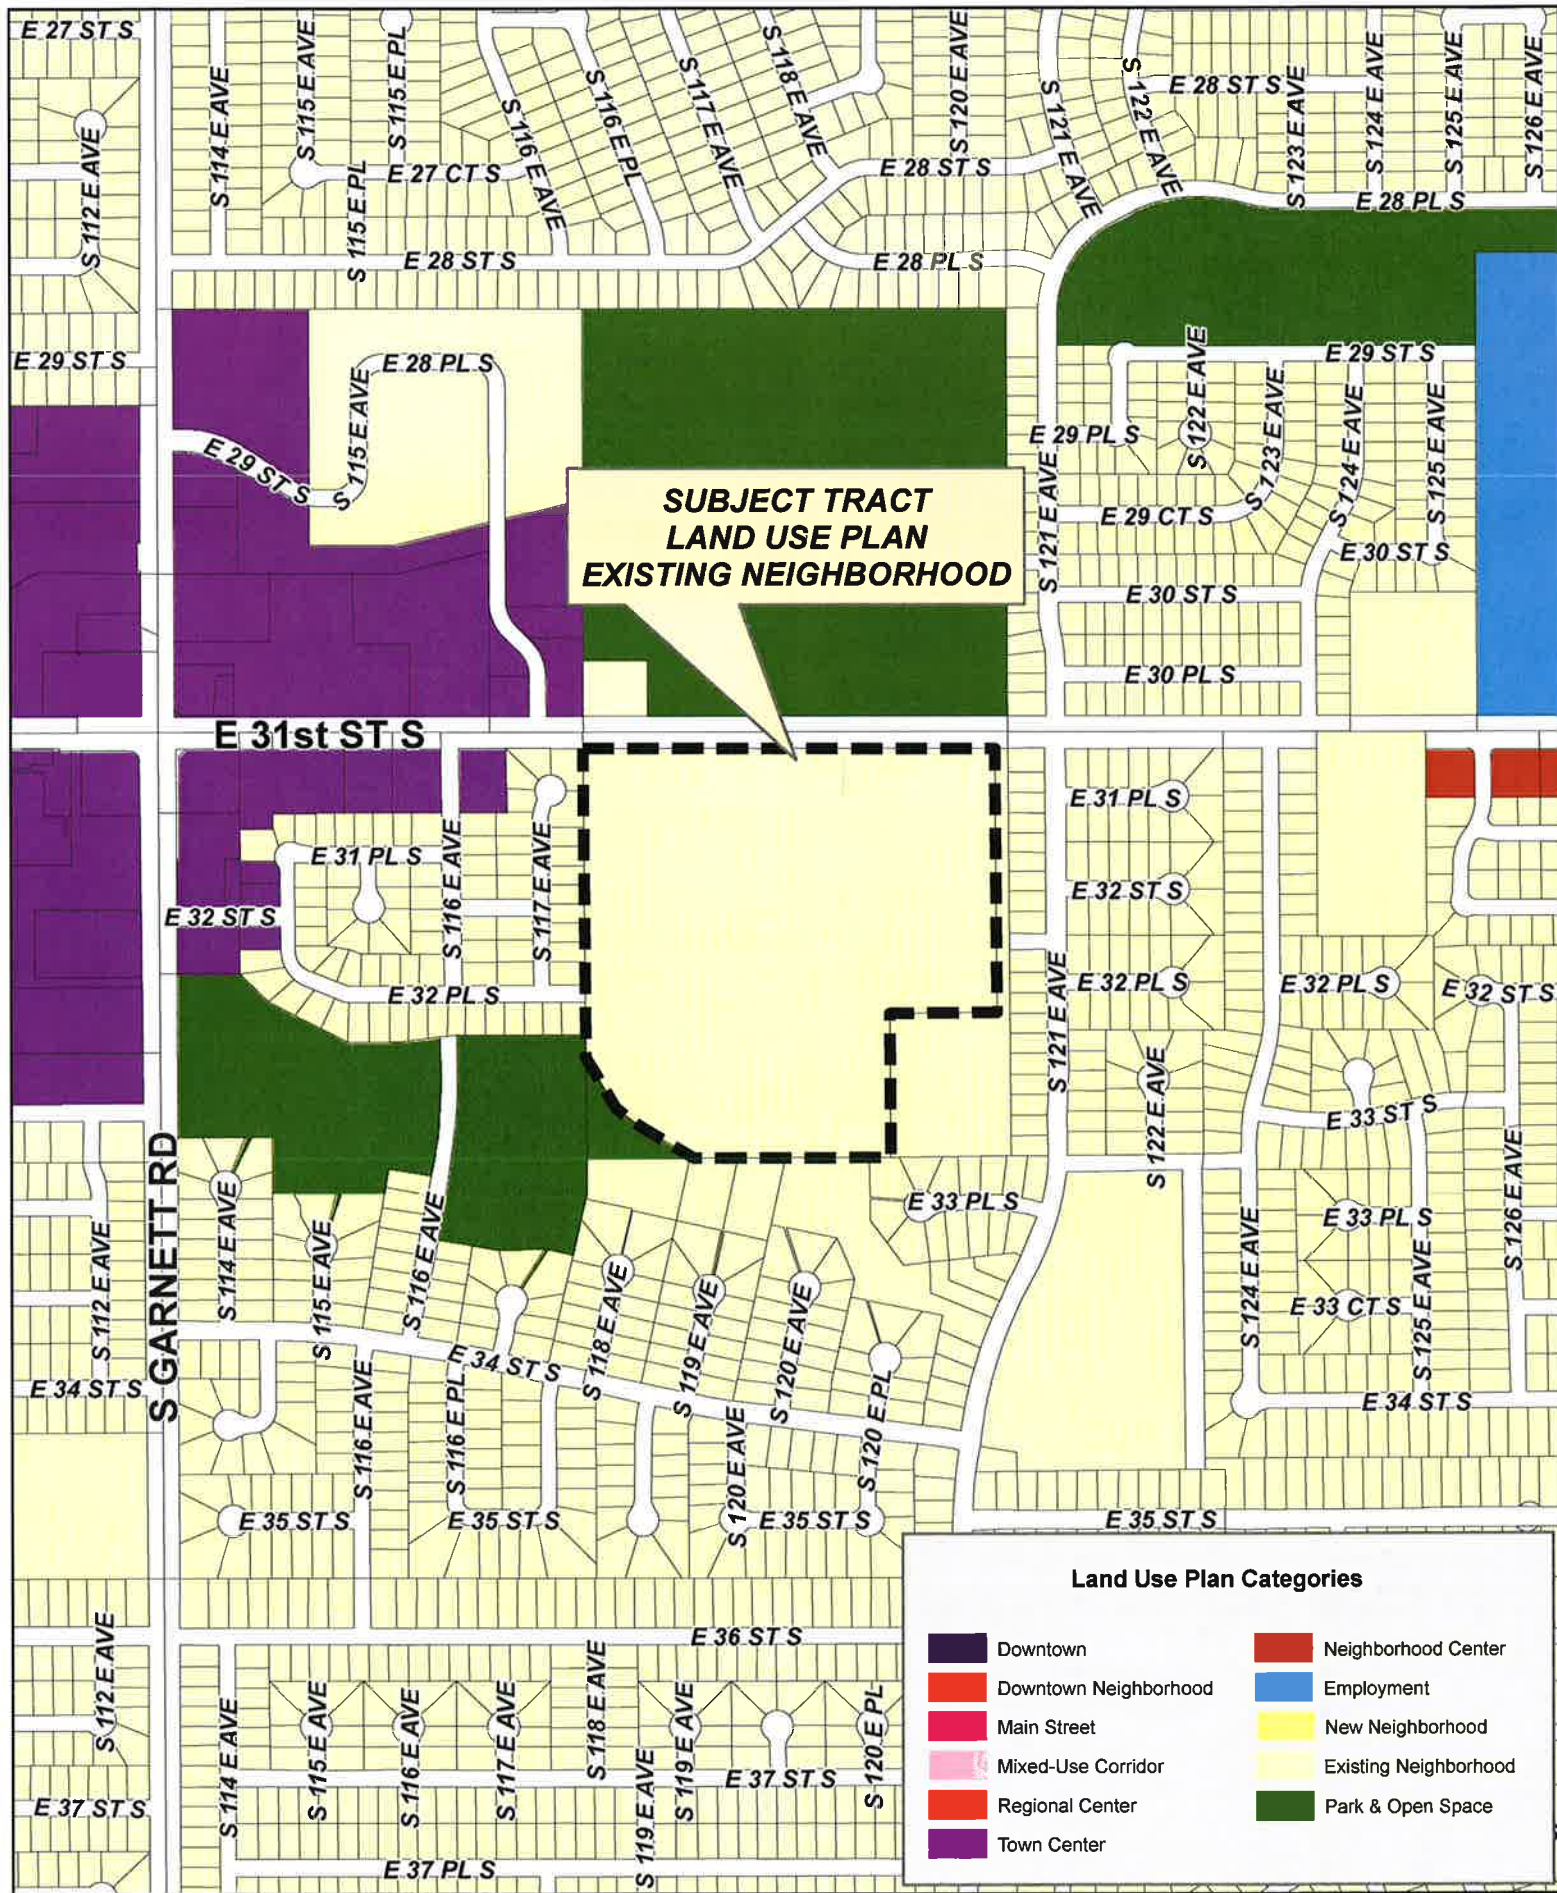 E 27 ST S
S 112 E AVE
S 114 E AVE
S 115 E AVE
S 115 E PL
S 115 E PL
E 27 CT S
S 116 E AVE
S 116 E PL
S 117 E AVE
S 118 E AVE
S 120 E AVE
S 121 E AVE
S 122 E AVE
E 28 ST S
S 123 E AVE
S 124 E AVE
S 125 E AVE
S 126 E AVE
E 28 ST S
E 28 PL S
E 28 ST S
E 28 PL S
E 29 ST S
E 28 PL S
S 115 E AVE
E 29 ST S
S 122 E AVE
E 29 ST S
E 29 PL S
S 123 E AVE
S 124 E AVE
S 125 E AVE
S 121 E AVE
E 29 CT S
E 30 ST S
E 30 ST S
E 30 PL S
SUBJECT TRACT
LAND USE PLAN
EXISTING NEIGHBORHOOD
E 31st ST S
E 31 PL S
S 116 E AVE
S 117 E AVE
E 32 ST S
E 32 PL S
E 31 PL S
E 32 ST S
E 32 PL S
S 121 E AVE
E 32 PL S
E 32 ST S
S 122 E AVE
E 33 ST S
S GARNETT RD
S 112 E AVE
S 114 E AVE
S 115 E AVE
S 116 E AVE
E 33 PL S
S 118 E AVE
S 119 E AVE
S 120 E AVE
S 124 E AVE
E 33 PL S
E 33 CT S
S 125 E AVE
S 126 E AVE
E 34 ST S
E 34 ST S
E 34 ST S
S 116 E AVE
S 116 E PL
S 120 E AVE
S 120 E PL
E 35 ST S
E 35 ST S
E 35 ST S
E 35 ST S
E 36 ST S
S 112 E AVE
S 114 E AVE
S 115 E AVE
S 116 E AVE
S 117 E AVE
S 118 E AVE
S 119 E AVE
S 119 E AVE
S 120 E PL
E 37 ST S
E 37 ST S
E 37 PL S
Land Use Plan Categories
Downtown
Downtown Neighborhood
Main Street
Mixed-Use Corridor
Regional Center
Town Center
Neighborhood Center
Employment
New Neighborhood
Existing Neighborhood
Park & Open Space